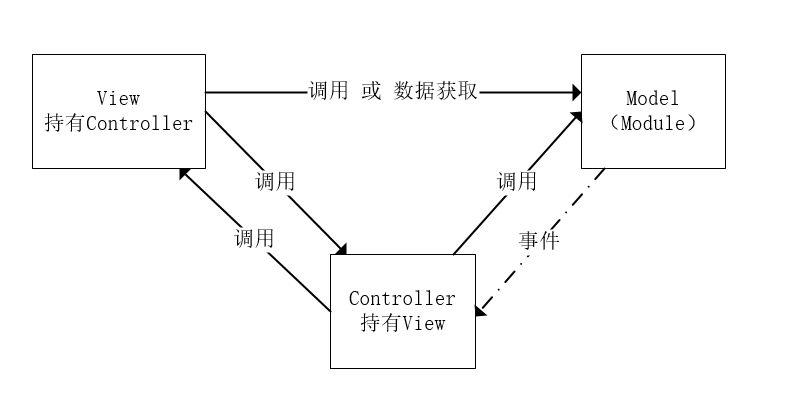 View
持有Controller
调用 或 数据获取
Model
（Module）
调用
调用
调用
事件
Controller
持有View